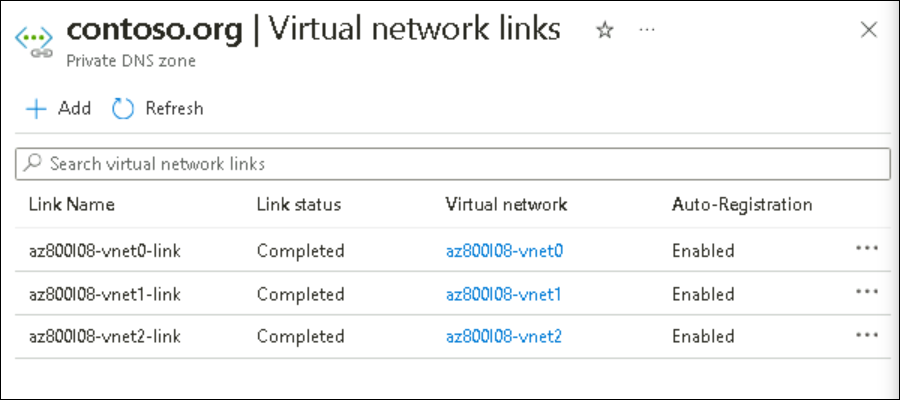 contoso.org | Virtual network links ☆ ···
Private DNS zone
Add Refresh
Search virtual network links
Link Name Link status Virtual network Auto-Registration
az800l08-vnet0-link Completed az800l08-vnet0 Enabled ···
az800l08-vnet1-link Completed az800l08-vnet1 Enabled ···
az800l08-vnet2-link Completed az800l08-vnet2 Enabled ···